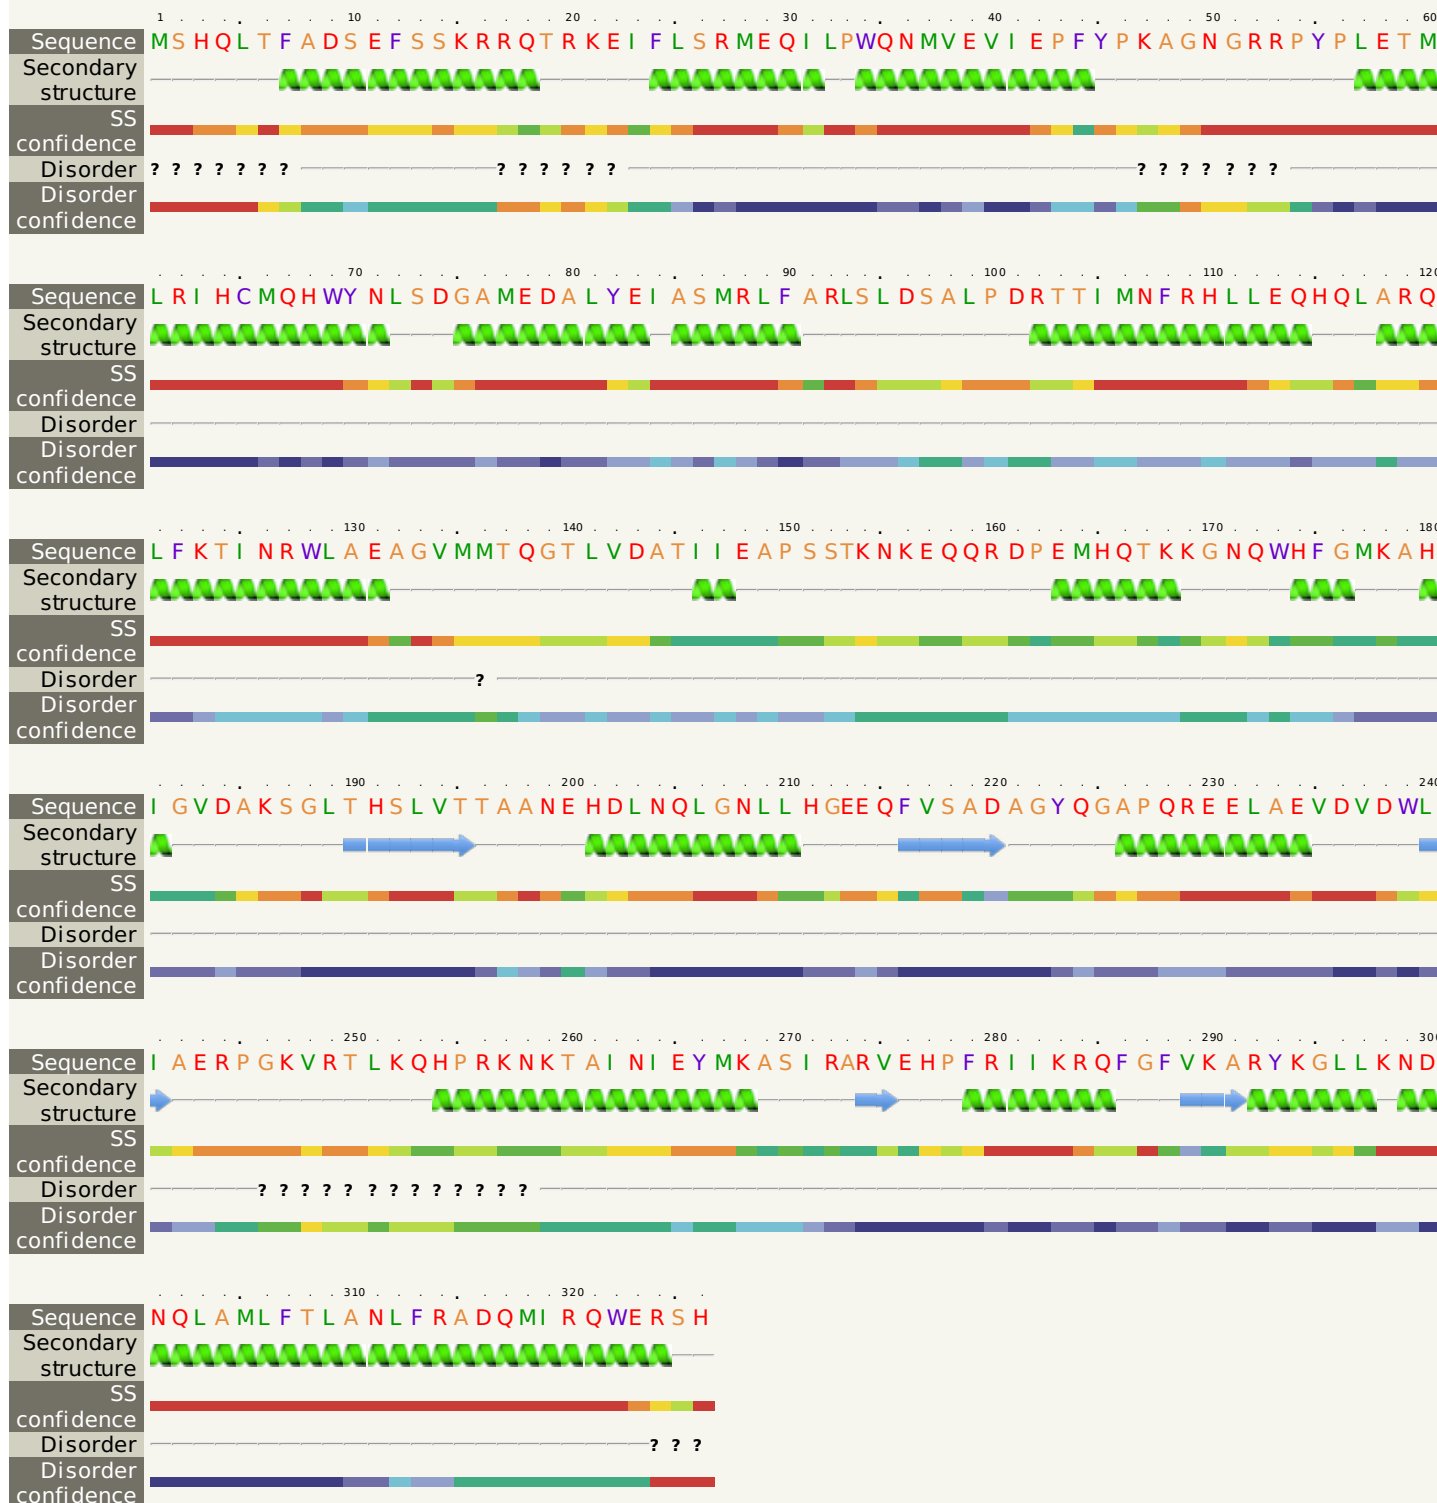 1 10 20 30 40 50 60
Sequence MSHQLTFADSEFSSKRRQTRKEIFLSRMEQILPWQNMVEVIEPFYPKAGNGRRPYPLETM
Secondary
structure
SS
confidence
Disorder ? ? ? ? ? ? ? ? ? ? ? ? ? ? ? ? ? ? ? ?
Disorder
confidence
70 80 90 100 110 120
Sequence LRIHCMQHWYNLSDGAMEDALYEIASMRLFARLSLDSALPDRTTIMNFRHLLEQHQLARQ
Secondary
structure
SS
confidence
Disorder
Disorder
confidence
130 140 150 160 170 180
Sequence LFKTINRWLAEAGVMMTQGTLVDATIIEAPSSTKNKEQQRDPEMHQTKKGNQWHFGMKAH
Secondary
structure
SS
confidence
Disorder ?
Disorder
confidence
190 200 210 220 230 240
Sequence IGVDAKSGLTHSLVTTAANEHDLNQLGNLLHGEEQFVSADAGYQGAPQREELAEVDVDWL
Secondary
structure
SS
confidence
Disorder
Disorder
confidence
250 260 270 280 290 300
Sequence IAERPGKVRTLKQHPRKNKTAINIEYMKASIRARVEHPFRIIKRQFGFVKARYKGLLKND
Secondary
structure
SS
confidence
Disorder ? ? ? ? ? ? ? ? ? ? ? ? ?
Disorder
confidence
310 320
Sequence NQLAMLFTLANLFRADQMIRQWERSH
Secondary
structure
SS
confidence
Disorder ? ? ?
Disorder
confidence